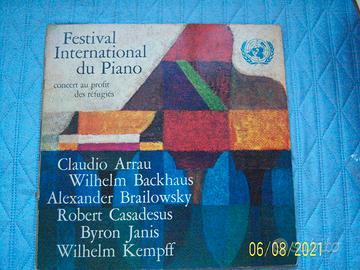 Festival
International
du Piano
concert au profit
des réfugiés
Claudio Arrau
Wilhelm Backhaus
Alexander Brailowsky
Robert Casadesus
Byron Janis
Wilhelm Kempff
06/08/2021